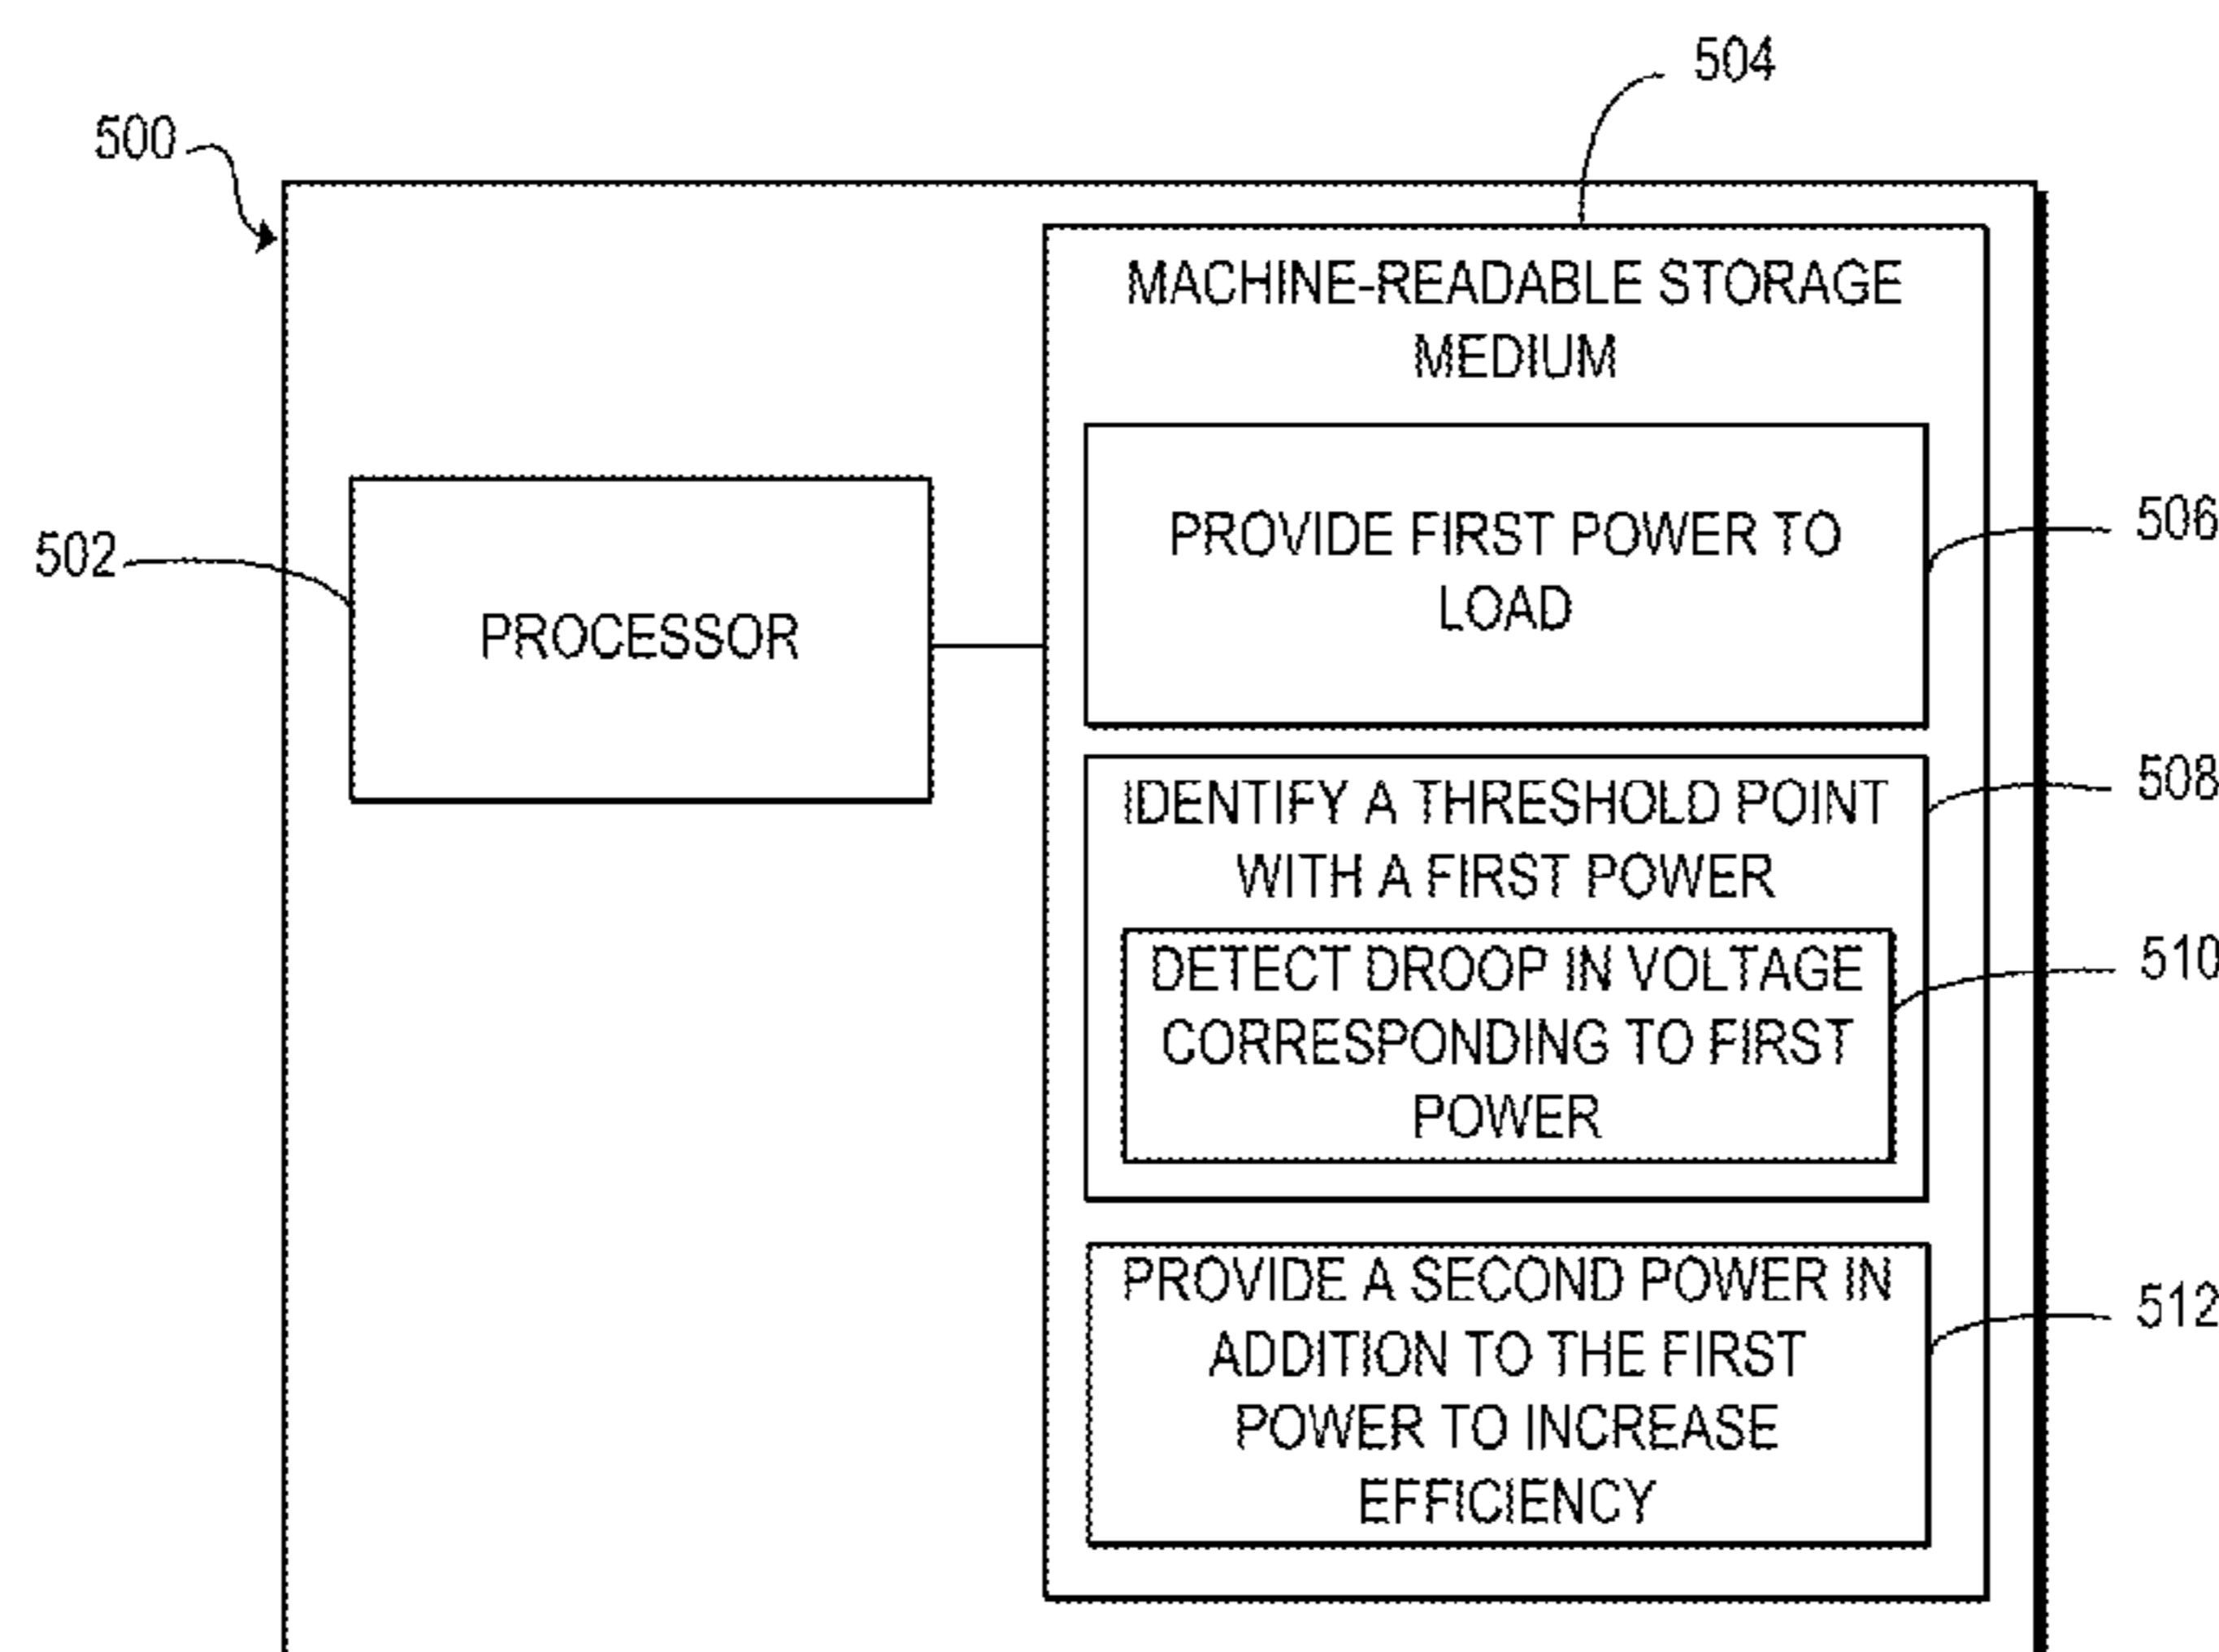 504
500
MACHINE-READABLE STORAGE
MEDIUM
PROVIDE FIRST POWER TO
LOAD
506
502
PROCESSOR
IDENTIFY A THRESHOLD POINT
WITH A FIRST POWER
508
DETECT DROOP IN VOLTAGE
CORRESPONDING TO FIRST
POWER
510
PROVIDE A SECOND POWER IN
ADDITION TO THE FIRST
POWER TO INCREASE
EFFICIENCY
512